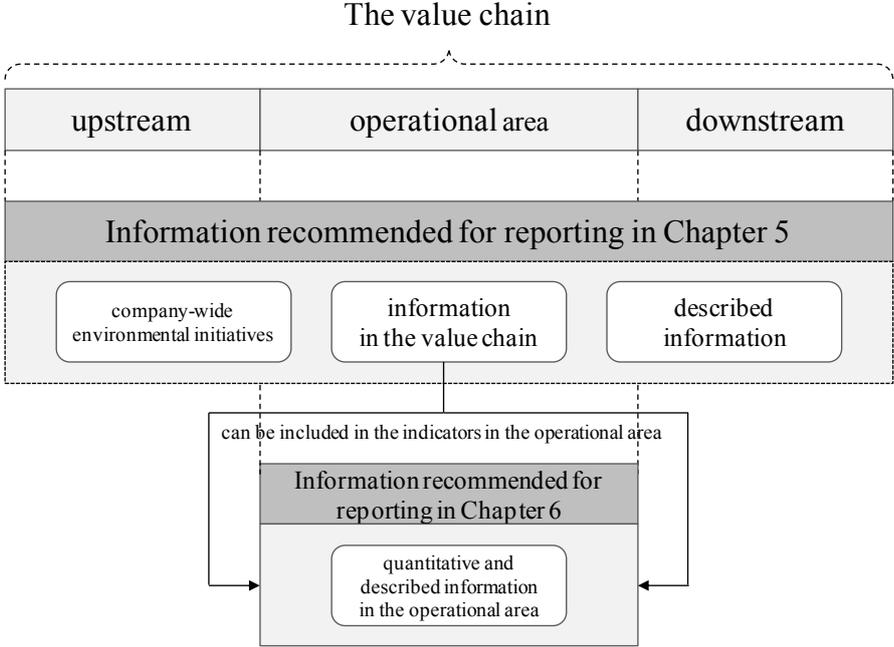 The value chain
upstream
operational area
downstream
Information recommended for reporting in Chapter 5
company-wide
environmental initiatives
information
in the value chain
described
information
can be included in the indicators in the operational area
Information recommended for
reporting in Chapter 6
quantitative and
described information
in the operational area